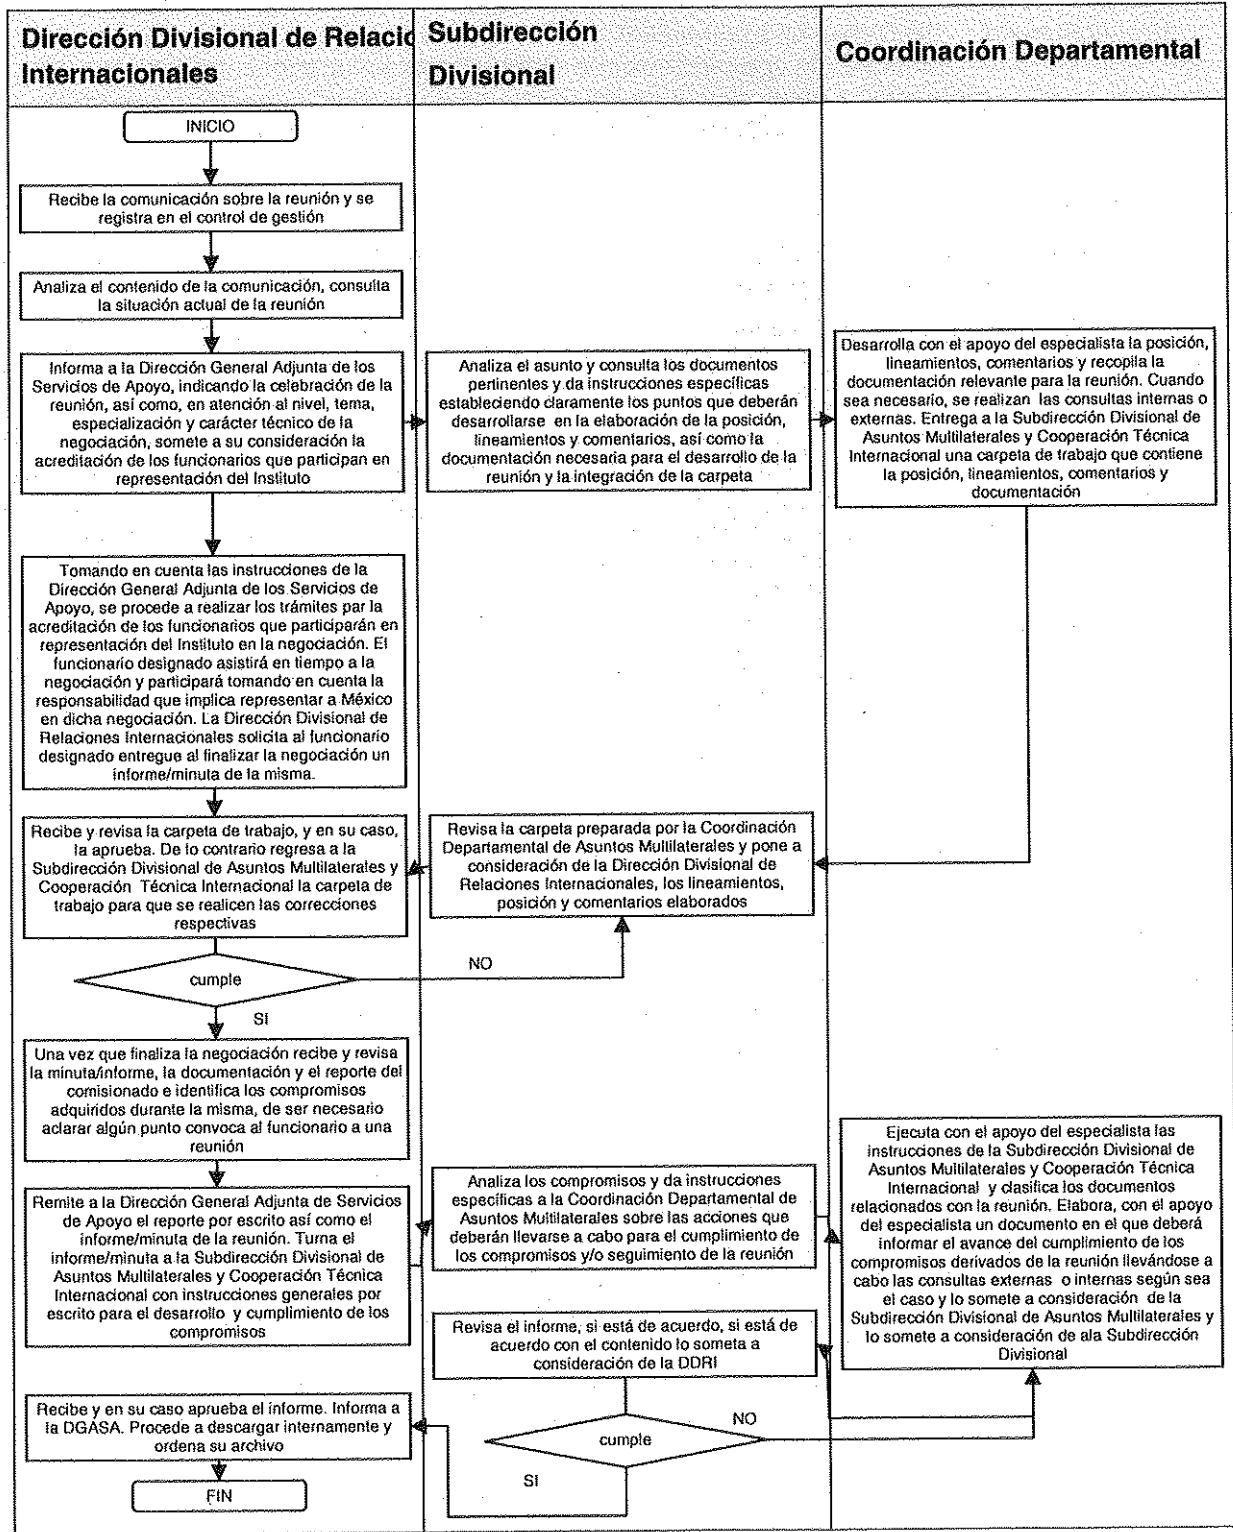 Dirección Divisional de Relacio
Internacionales
Subdirección
Divisional
Coordinación Departamental
INICIO
Recibe la comunicación sobre la reunión y se
registra en el control de gestión
Analiza el contenido de la comunicación, consulta
la situación actual de la reunión
Informa a la Dirección General Adjunta de los
Servicios de Apoyo, indicando la celebración de la
reunión, así como, en atención al nivel, tema,
especialización y carácter técnico de la
negociación, somete a su consideración la
acreditación de los funcionarios que participan en
representación del Instituto
Analiza el asunto y consulta los documentos
pertinentes y da instrucciones específicas
estableciendo claramente los puntos que deberán
desarrollarse en la elaboración de la posición,
lineamientos y comentarios, así como la
documentación necesaria para el desarrollo de la
reunión y la integración de la carpeta
Desarrolla con el apoyo del especialista la posición,
lineamientos, comentarios y recopila la
documentación relevante para la reunión. Cuando
sea necesario, se realizan las consultas internas o
externas. Entrega a la Subdirección Divisional de
Asuntos Multilaterales y Cooperación Técnica
Internacional una carpeta de trabajo que contiene
la posición, lineamientos, comentarios y
documentación
Tomando en cuenta las instrucciones de la
Dirección General Adjunta de los Servicios de
Apoyo, se procede a realizar los trámites par la
acreditación de los funcionarios que participarán en
representación del Instituto en la negociación. El
funcionario designado asistirá en tiempo a la
negociación y participará tomando en cuenta la
responsabilidad que implica representar a México
en dicha negociación. La Dirección Divisional de
Relaciones Internacionales solicita al funcionario
designado entregue al finalizar la negociación un
informe/minuta de la misma.
Recibe y revisa la carpeta de trabajo, y en su caso,
la aprueba. De lo contrario regresa a la
Subdirección Divisional de Asuntos Multilaterales y
Cooperación Técnica Internacional la carpeta de
trabajo para que se realicen las correcciones
respectivas
Revisa la carpeta preparada por la Coordinación
Departamental de Asuntos Multilaterales y pone a
consideración de la Dirección Divisional de
Relaciones Internacionales, los lineamientos,
posición y comentarios elaborados
cumple
NO
SI
Una vez que finaliza la negociación recibe y revisa
la minuta/informe, la documentación y el reporte del
comisionado e identifica los compromisos
adquiridos durante la misma, de ser necesario
aclarar algún punto convoca al funcionario a una
reunión
Remite a la Dirección General Adjunta de Servicios
de Apoyo el reporte por escrito así como el
informe/minuta de la reunión. Turna el
informe/minuta a la Subdirección Divisional de
Asuntos Multilaterales y Cooperación Técnica
Internacional con instrucciones generales por
escrito para el desarrollo y cumplimiento de los
compromisos
Analiza los compromisos y da instrucciones
específicas a la Coordinación Departamental de
Asuntos Multilaterales sobre las acciones que
deberán llevarse a cabo para el cumplimiento de
los compromisos y/o seguimiento de la reunión
Ejecuta con el apoyo del especialista las
instrucciones de la Subdirección Divisional de
Asuntos Multilaterales y Cooperación Técnica
Internacional y clasifica los documentos
relacionados con la reunión. Elabora, con el apoyo
del especialista un documento en el que deberá
informar el avance del cumplimiento de los
compromisos derivados de la reunión llevándose a
cabo las consultas externas o internas según sea
el caso y lo somete a consideración de la
Subdirección Divisional de Asuntos Multilaterales y
lo somete a consideración de ala Subdirección
Divisional
Revisa el informe, si está de acuerdo, si está de
acuerdo con el contenido lo someta a
consideración de la DDRI
Recibe y en su caso aprueba el informe. Informa a
la DGASA. Procede a descargar internamente y
ordena su archivo
cumple
NO
SI
FIN